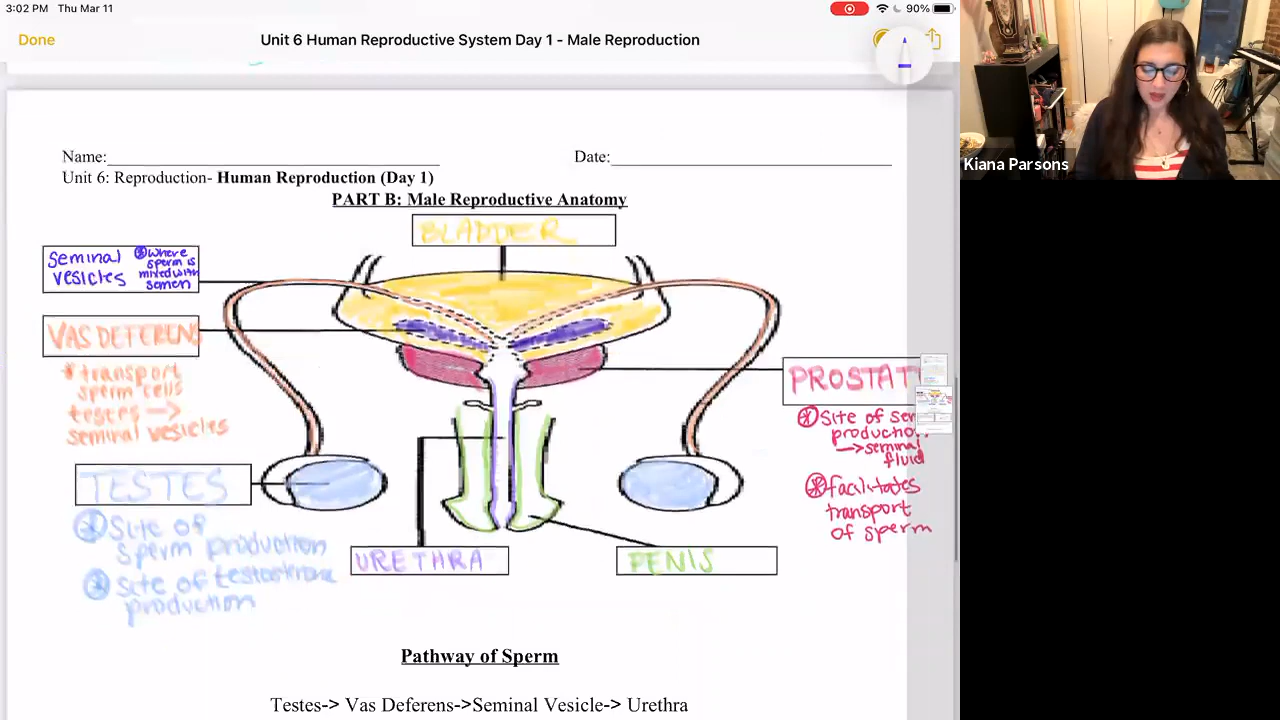 3:02 PM Thu Mar 11
90%
Done
Unit 6 Human Reproductive System Day 1 - Male Reproduction
Kiana Parsons
Name:
Date:
Unit 6: Reproduction- Human Reproduction (Day 1)
PART B: Male Reproductive Anatomy
BLADDER
Seminal
vesicles
where
sperm is
mixed with
semen
VAS DEFERENS
* transport
sperm cells
testes ->
seminal vesicles
PROSTAT
Site of
production
-> seminal
fluid
facilitates
transport
of sperm
TESTES
Site of
sperm production
Site of testosterone
production
URETHRA
PENIS
Pathway of Sperm
Testes-> Vas Deferens->Seminal Vesicle-> Urethra